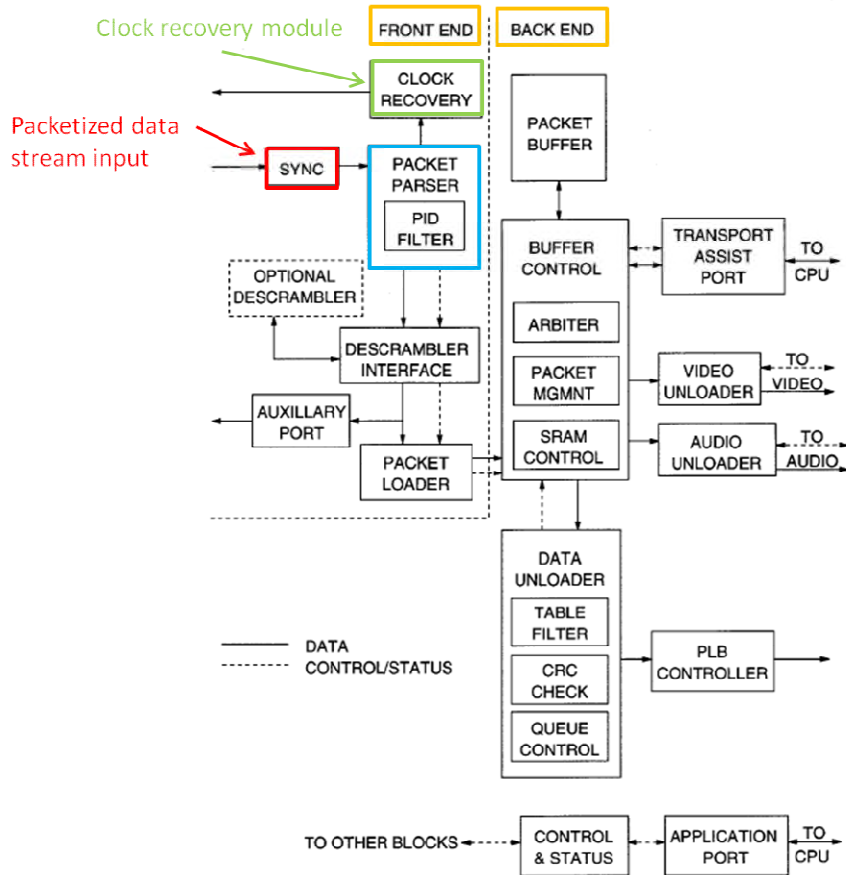 Clock recovery module
FRONT END
BACK END
CLOCK
RECOVERY
Packetized data
stream input
SYNC
PACKET
PARSER
PID
FILTER
PACKET
BUFFER
OPTIONAL
DESCRAMBLER
BUFFER
CONTROL
TRANSPORT
ASSIST
PORT
TO
CPU
ARBITER
DESCRAMBLER
INTERFACE
PACKET
MGMNT
VIDEO
UNLOADER
TO
VIDEO
AUXILLARY
PORT
SRAM
CONTROL
AUDIO
UNLOADER
TO
AUDIO
PACKET
LOADER
DATA
UNLOADER
TABLE
FILTER
CRC
CHECK
QUEUE
CONTROL
PLB
CONTROLLER
DATA
CONTROL/STATUS
TO OTHER BLOCKS
CONTROL
& STATUS
APPLICATION
PORT
TO
CPU